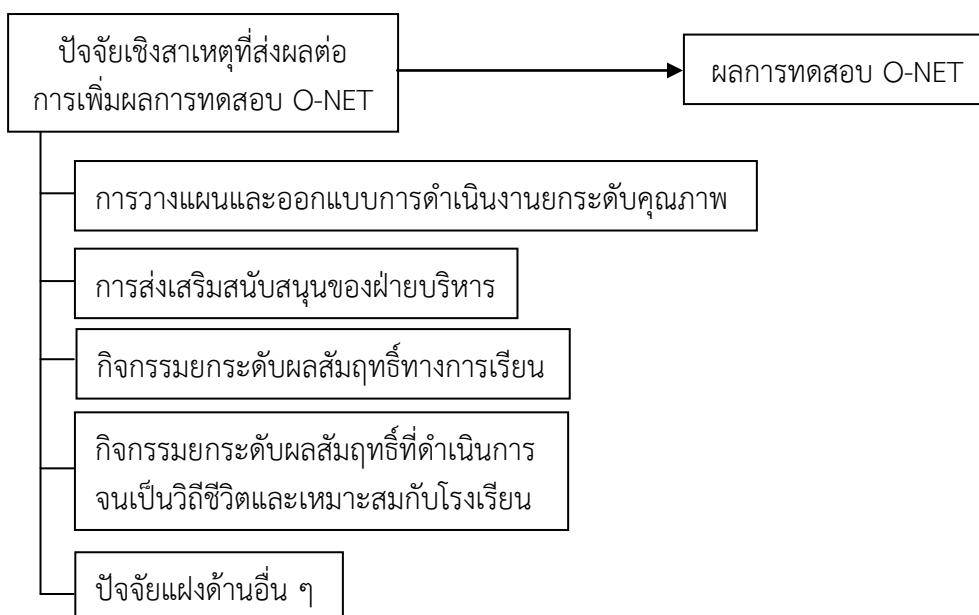 ปัจจัยเชิงสาเหตุที่ส่งผลต่อ
การเพิ่มผลการทดสอบ O-NET
ผลการทดสอบ O-NET
การวางแผนและออกแบบการดำเนินงานยกระดับคุณภาพ
การส่งเสริมสนับสนุนของฝ่ายบริหาร
กิจกรรมยกระดับผลสัมฤทธิ์ทางการเรียน
กิจกรรมยกระดับผลสัมฤทธิ์ที่ดำเนินการ
จนเป็นวิถีชีวิตและเหมาะสมกับโรงเรียน
ปัจจัยแฝงด้านอื่น ๆ